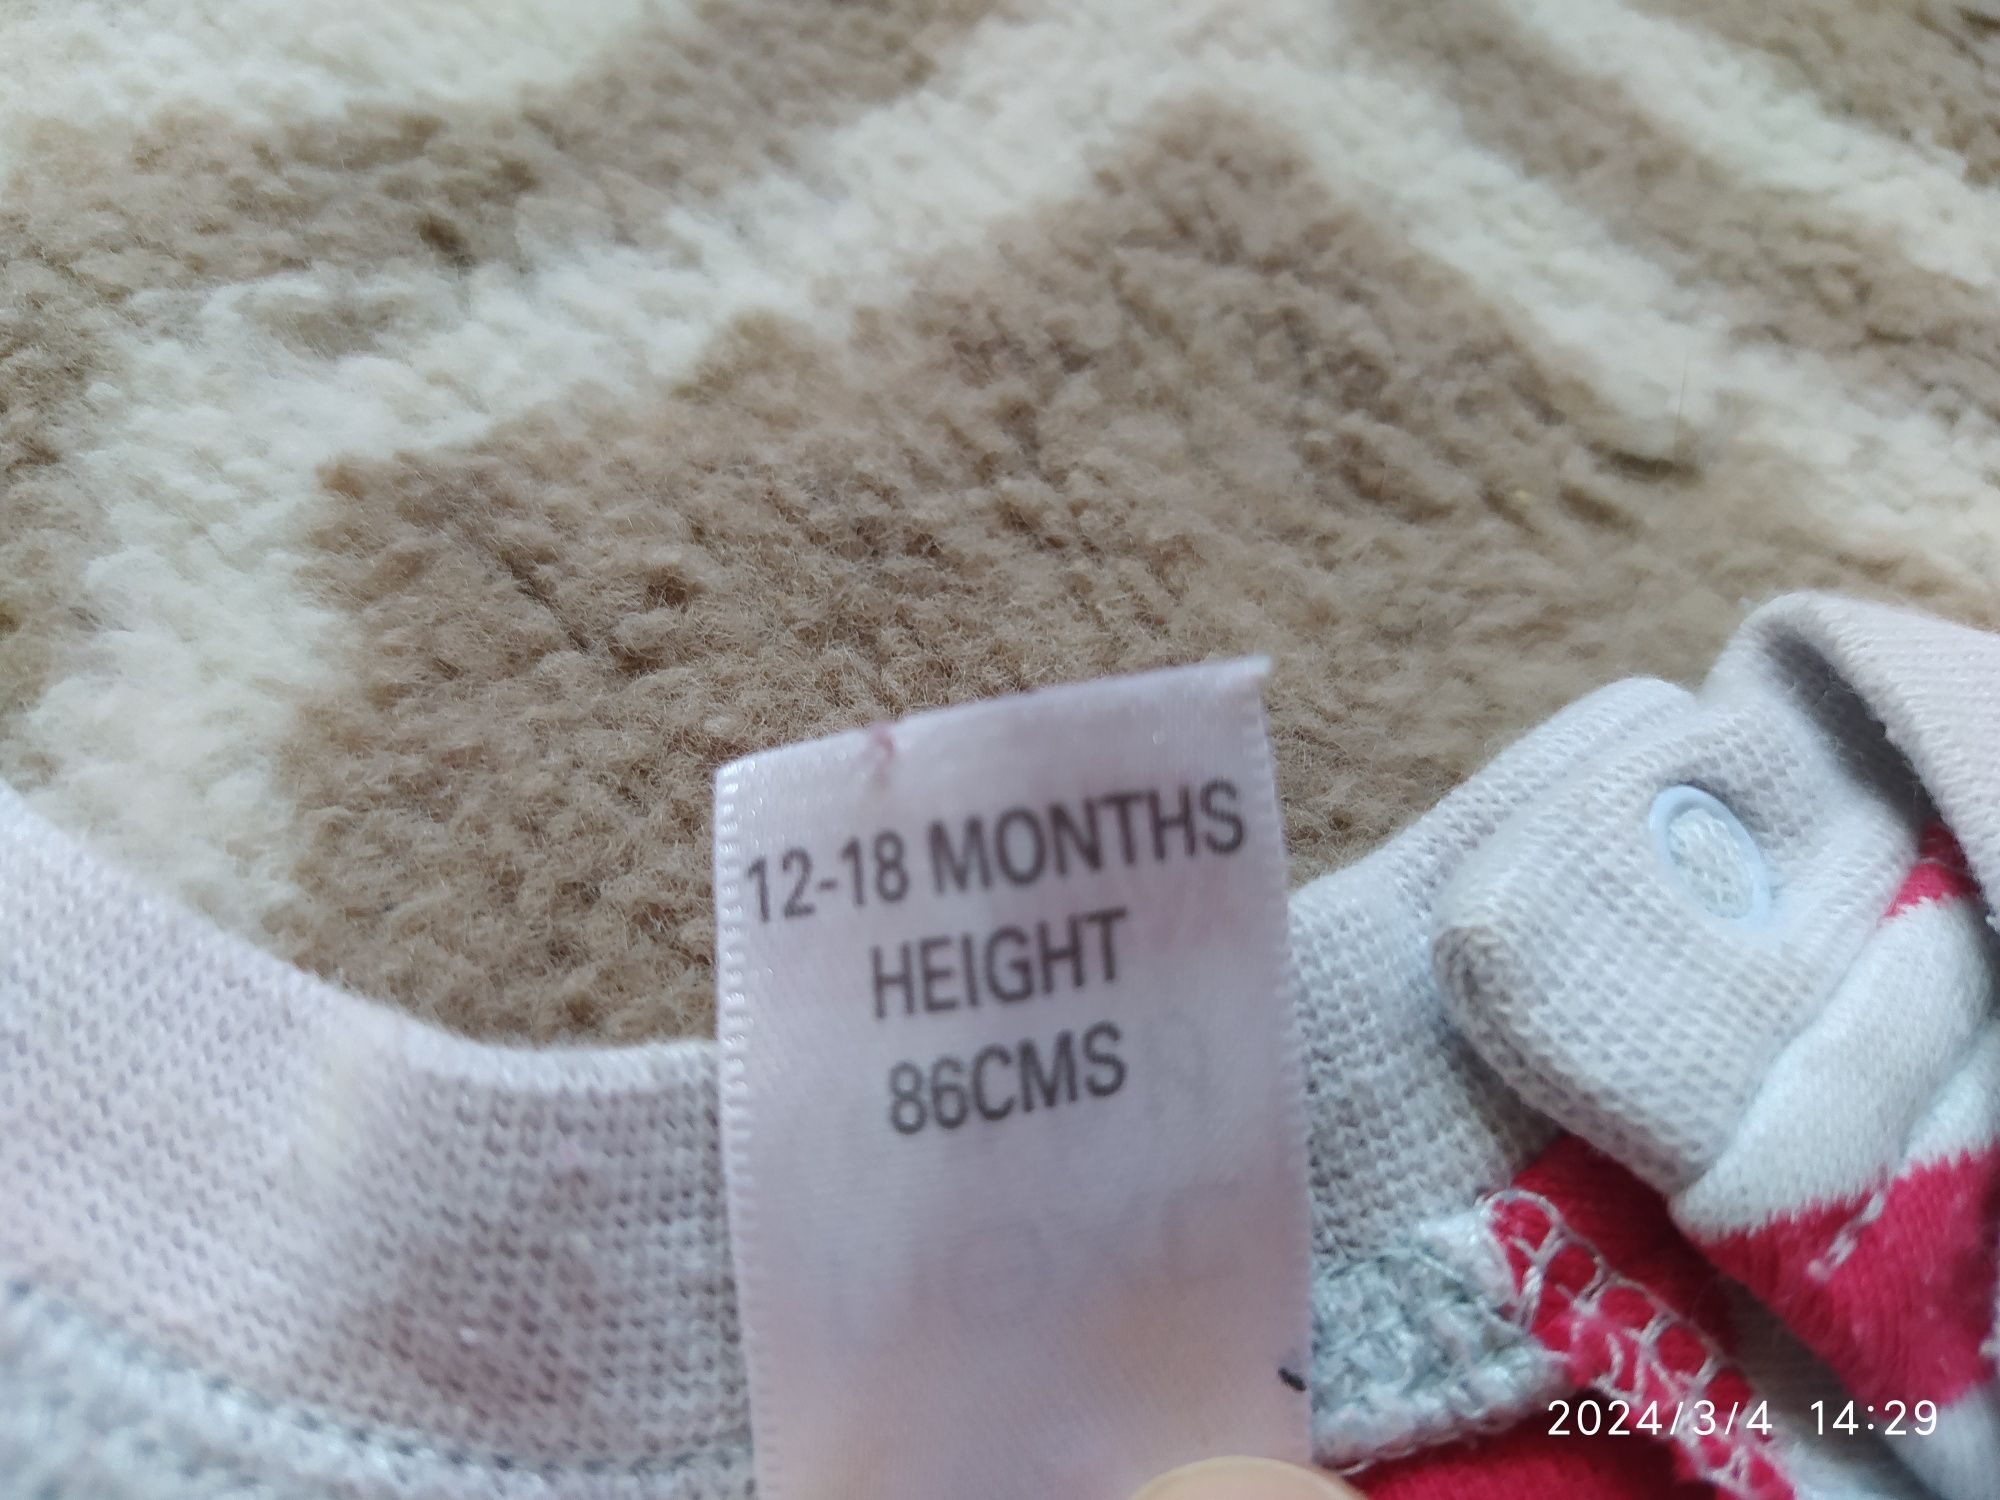 12-18 MONTHS
HEIGHT
86CMS
2024/3/4 14:29